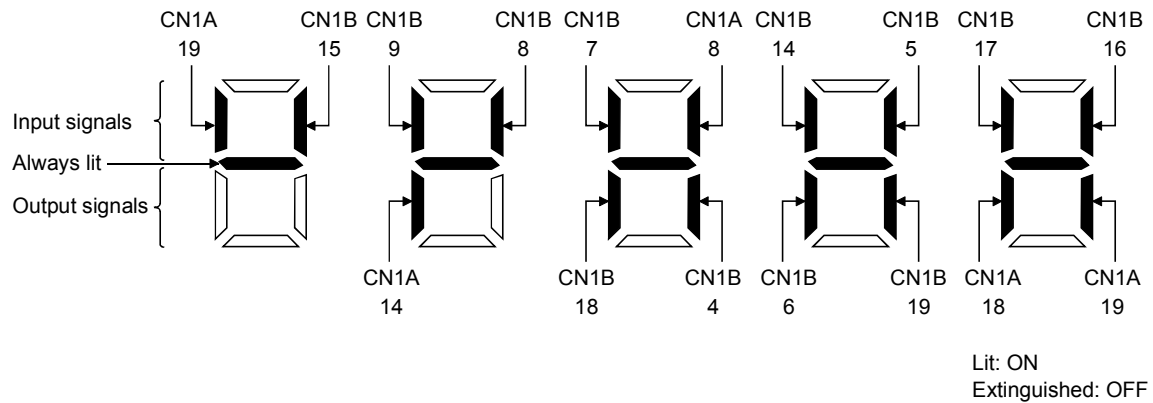 CN1A CN1B CN1B CN1B CN1B CN1A CN1B CN1B CN1B CN1B
19 15 9 8 7 8 14 5 17 16
Input signals
Always lit
Output signals
CN1A CN1B CN1B CN1B CN1B CN1A CN1A
14 18 4 6 19 18 19
Lit: ON
Extinguished: OFF